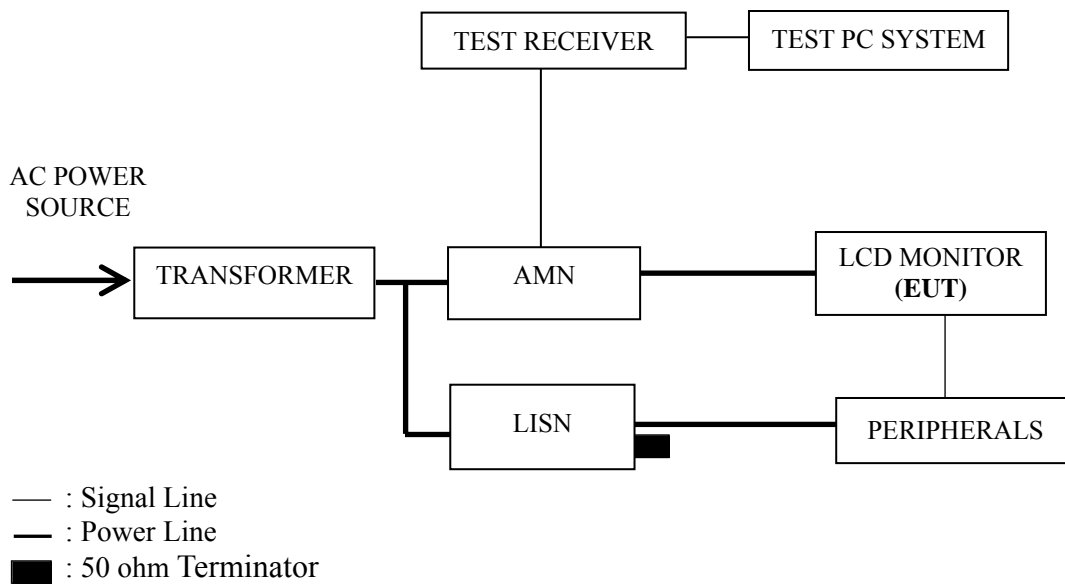 TEST RECEIVER
TEST PC SYSTEM
AC POWER
SOURCE
TRANSFORMER
AMN
LCD MONITOR
(EUT)
LISN
PERIPHERALS
: Signal Line
: Power Line
: 50 ohm Terminator